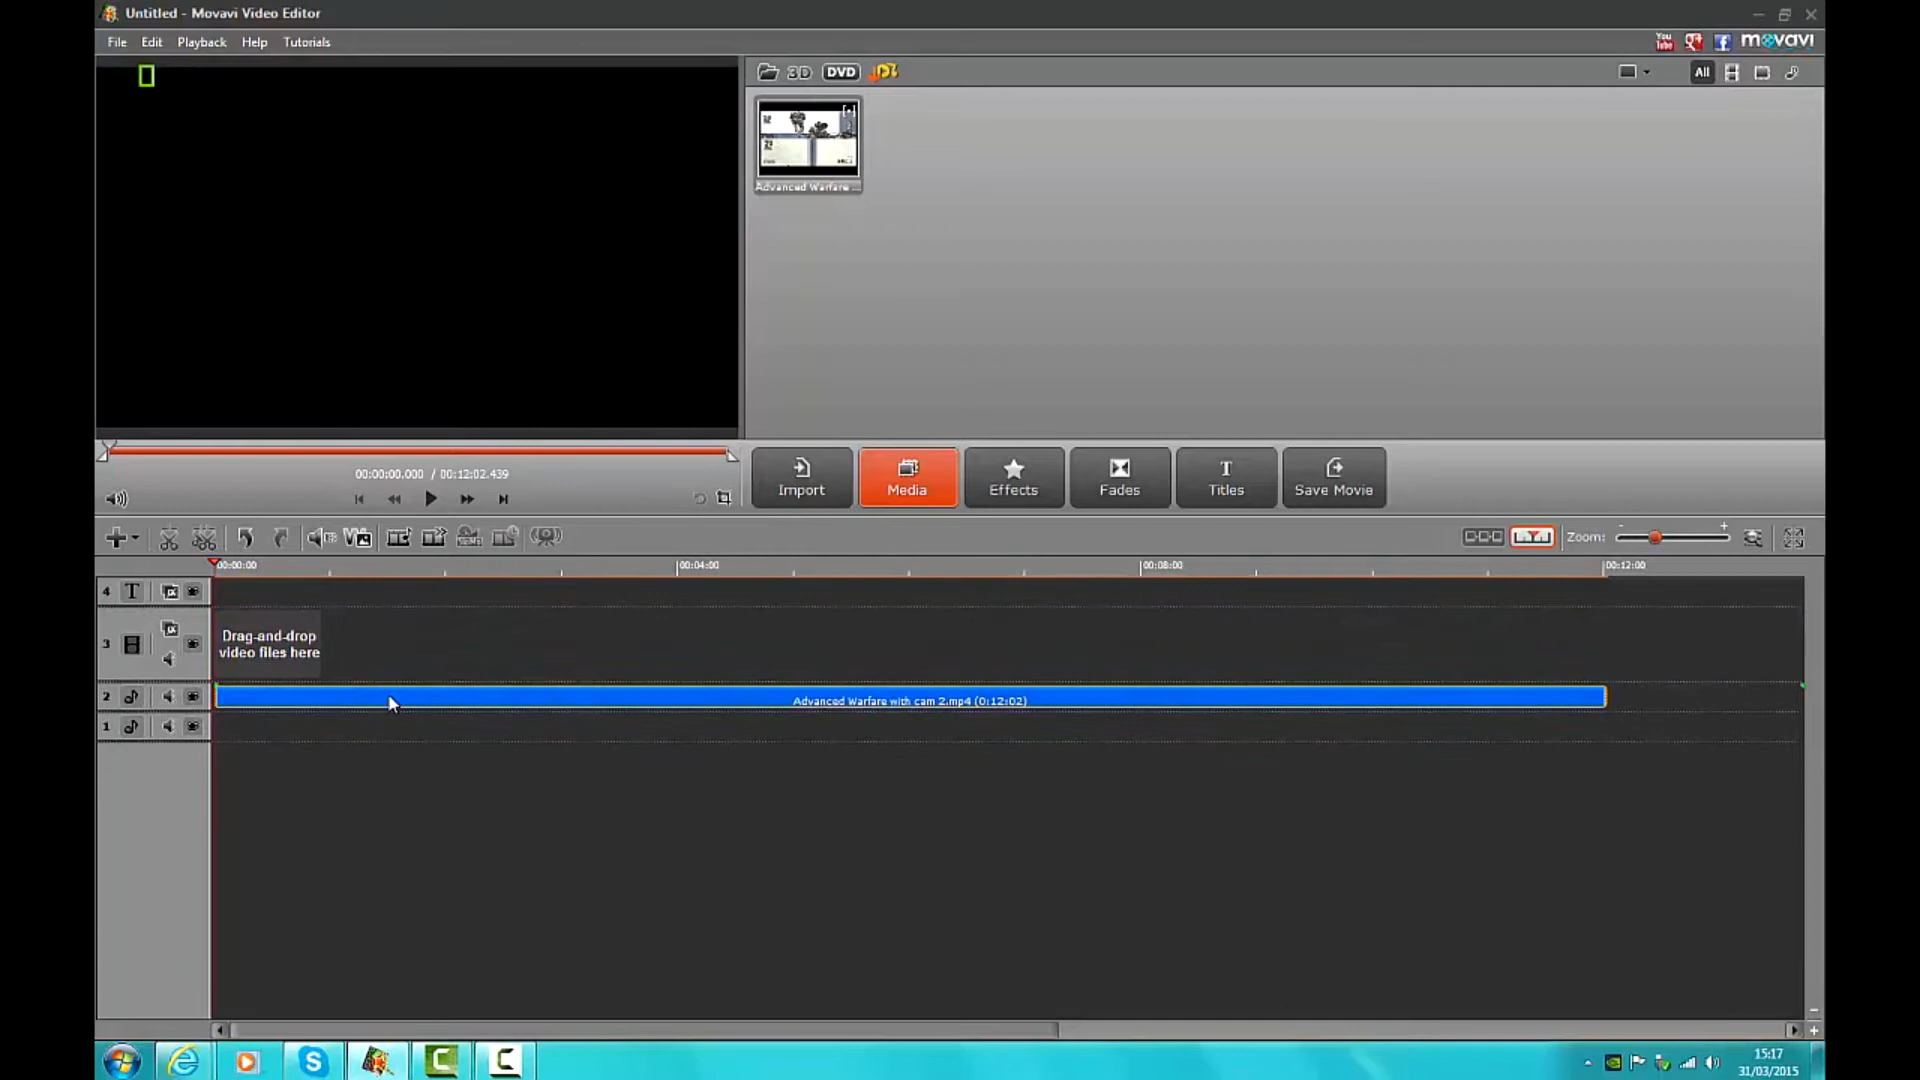 Untitled - Movavi Video Editor
File Edit Playback Help Tutorials
You Tube movavi
3D DVD All
Advanced Warfare ...
00:00:00.000 / 00:12:02.439
Import Media Effects Fades Titles Save Movie
Zoom: - +
00:00:00 00:04:00 00:08:00 00:12:00
4 T
3 Drag-and-drop
video files here
2 Advanced Warfare with cam 2.mp4 (0:12:02)
1
15:17
31/03/2015